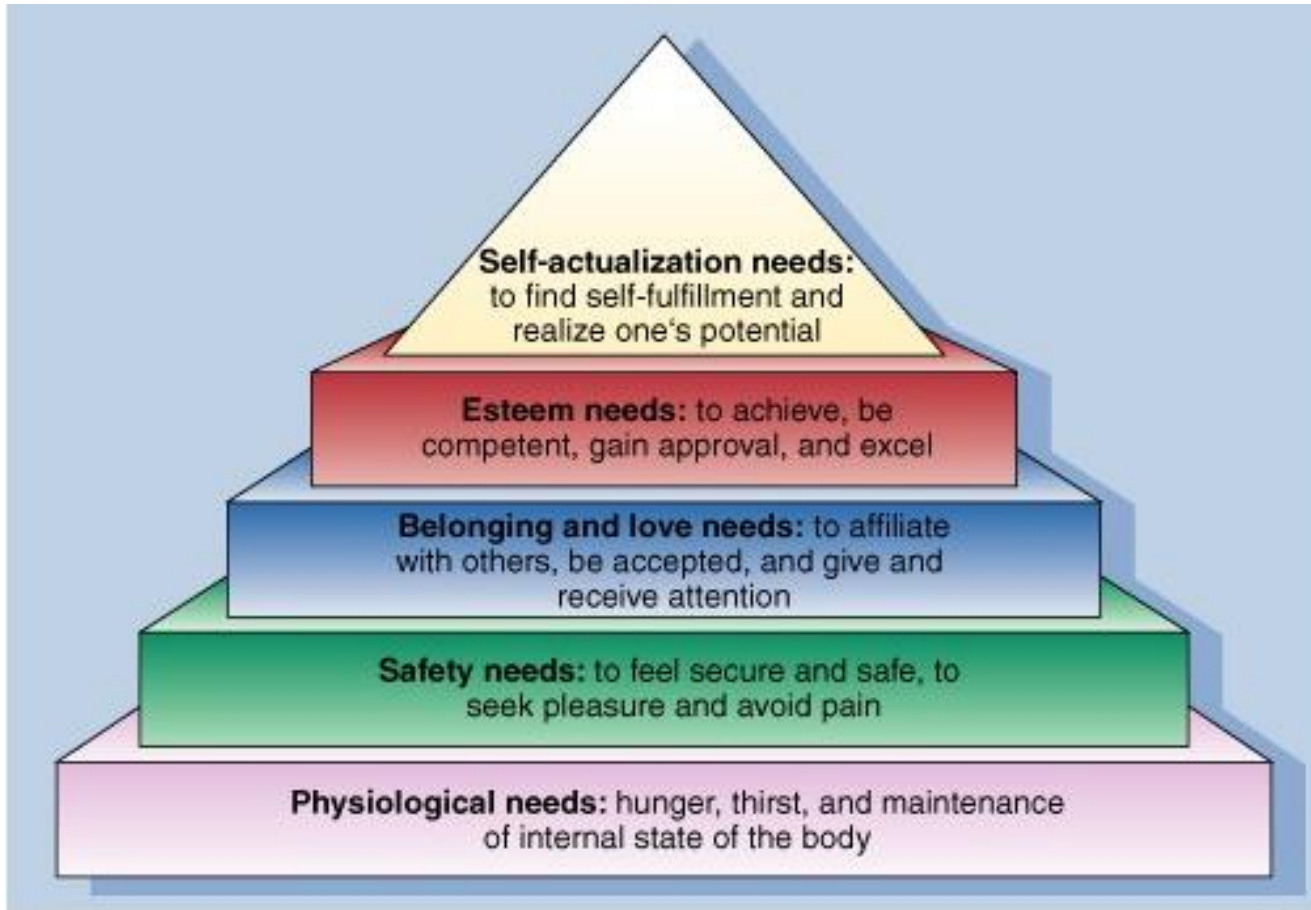 Self-actualization needs:
to find self-fulfillment and
realize one‘s potential
Esteem needs: to achieve, be
competent, gain approval, and excel
Belonging and love needs: to affiliate
with others, be accepted, and give and
receive attention
Safety needs: to feel secure and safe, to
seek pleasure and avoid pain
Physiological needs: hunger, thirst, and maintenance
of internal state of the body